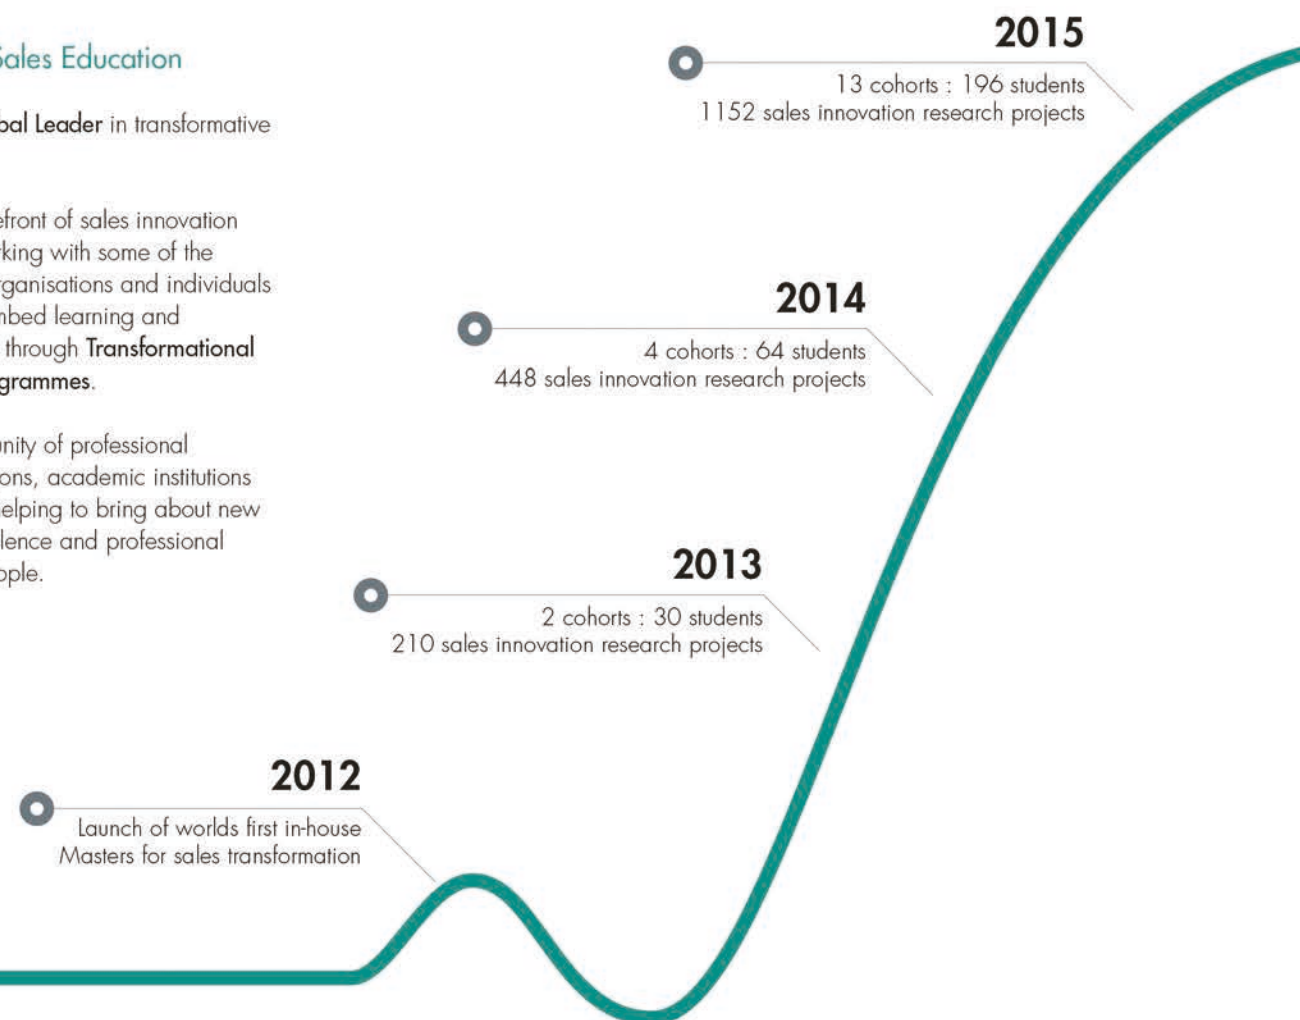 Sales Education
bal Leader in transformative
efront of sales innovation
rking with some of the
rganisations and individuals
mbed learning and
through Transformational
grammes.
unity of professional
ons, academic institutions
helping to bring about new
lence and professional
ople.
2015
13 cohorts : 196 students
1152 sales innovation research projects
2014
4 cohorts : 64 students
448 sales innovation research projects
2013
2 cohorts : 30 students
210 sales innovation research projects
2012
Launch of worlds first in-house
Masters for sales transformation